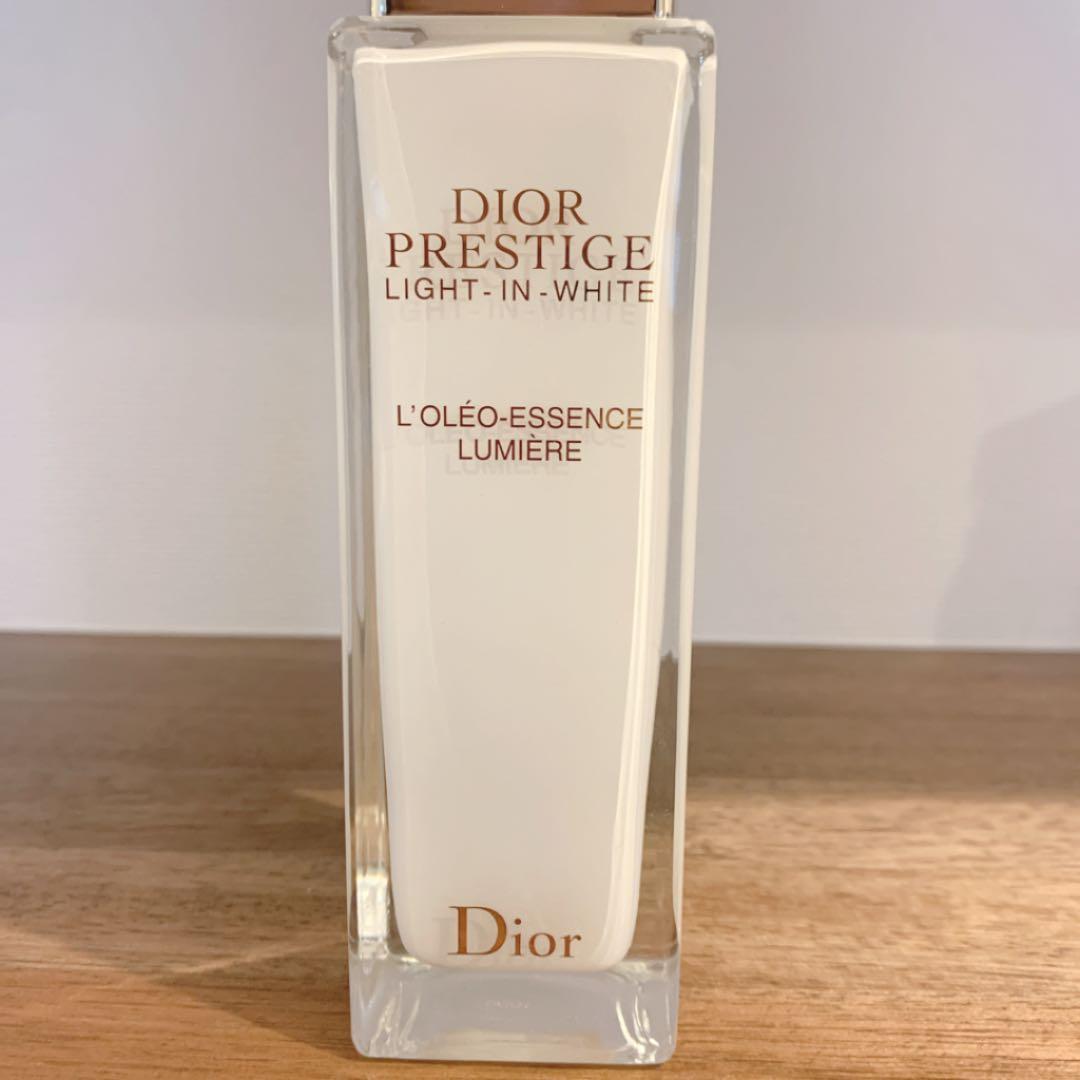 DIOR
PRESTIGE
LIGHT-IN-WHITE
L'OLÉO-ESSENCE
LUMIÈRE
Dior